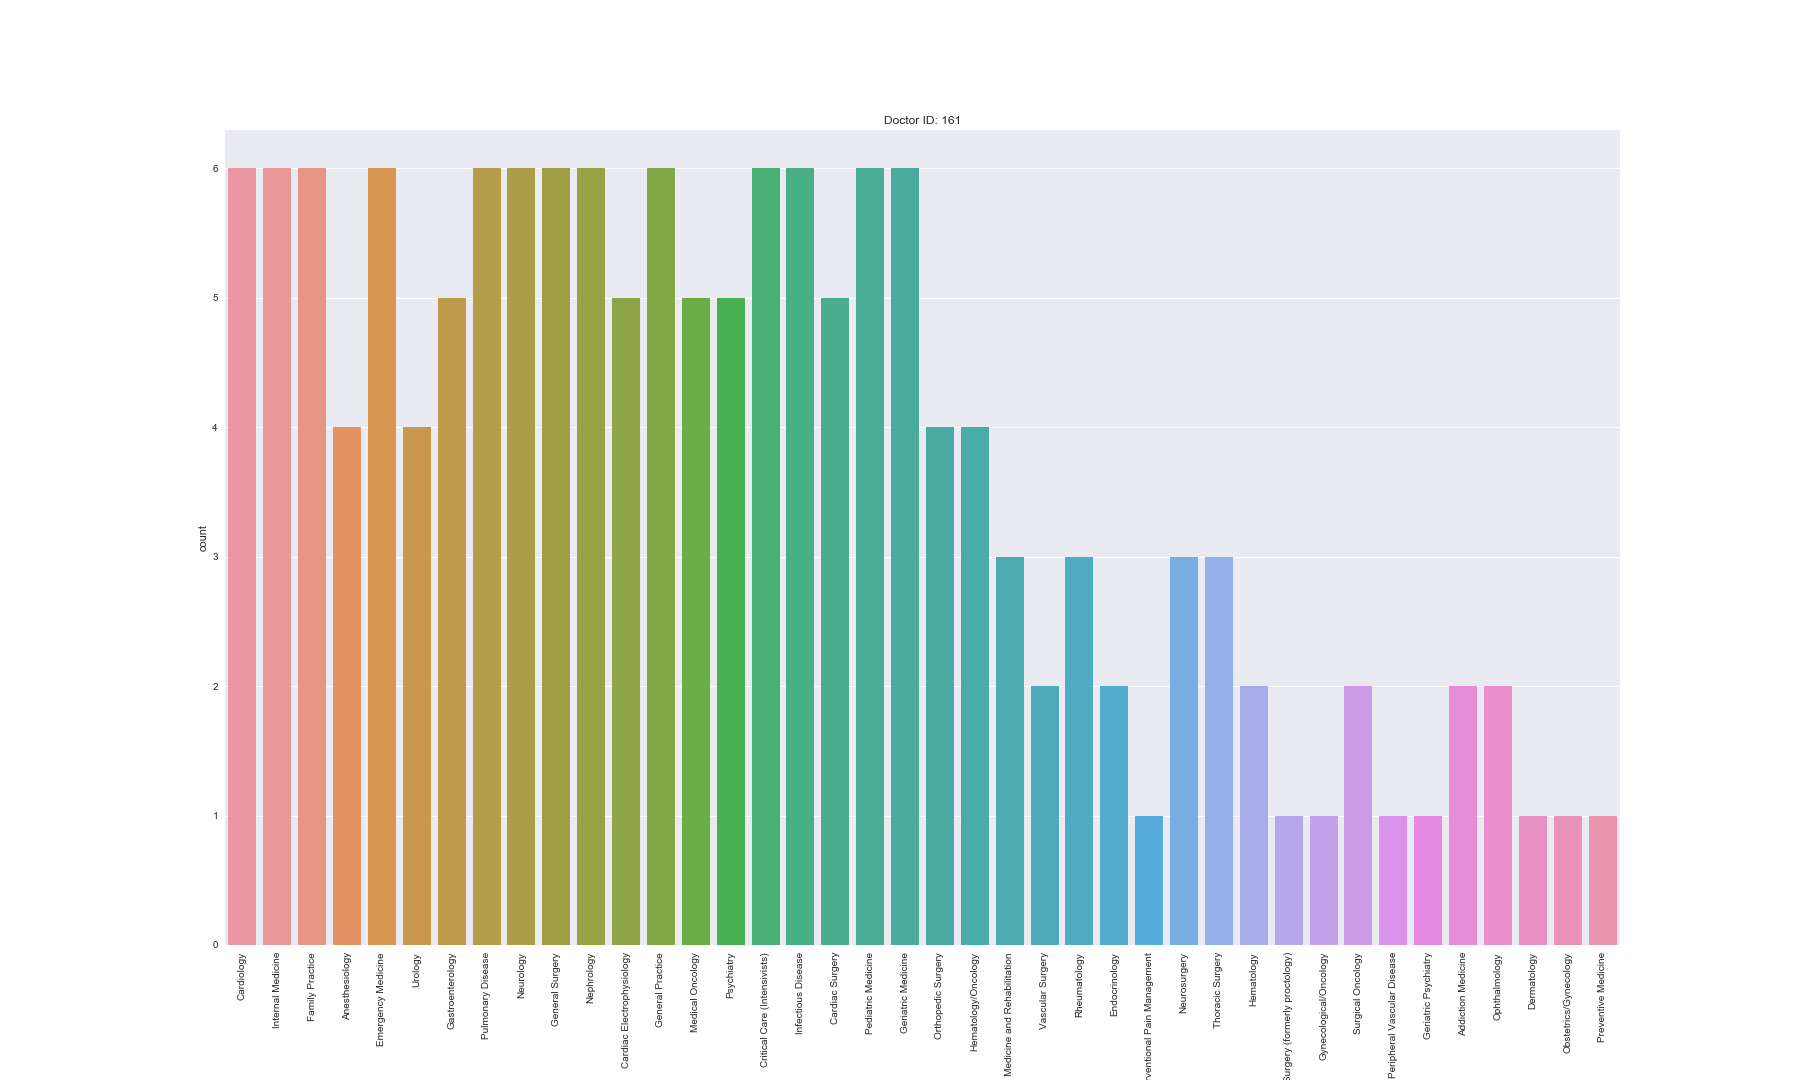 Doctor ID: 161
6
5
4
3
2
1
0
count
Cardiology
Internal Medicine
Family Practice
Anesthesiology
Emergency Medicine
Urology
Gastroenterology
Pulmonary Disease
Neurology
General Surgery
Nephrology
Cardiac Electrophysiology
General Practice
Medical Oncology
Psychiatry
Critical Care (Intensivists)
Infectious Disease
Cardiac Surgery
Pediatric Medicine
Geriatric Medicine
Orthopedic Surgery
Hematology/Oncology
Medicine and Rehabilitation
Vascular Surgery
Rheumatology
Endocrinology
rventional Pain Management
Neurosurgery
Thoracic Surgery
Hematology
Surgery (formerly proctology)
Gynecological/Oncology
Surgical Oncology
Peripheral Vascular Disease
Geriatric Psychiatry
Addiction Medicine
Ophthalmology
Dermatology
Obstetrics/Gynecology
Preventive Medicine